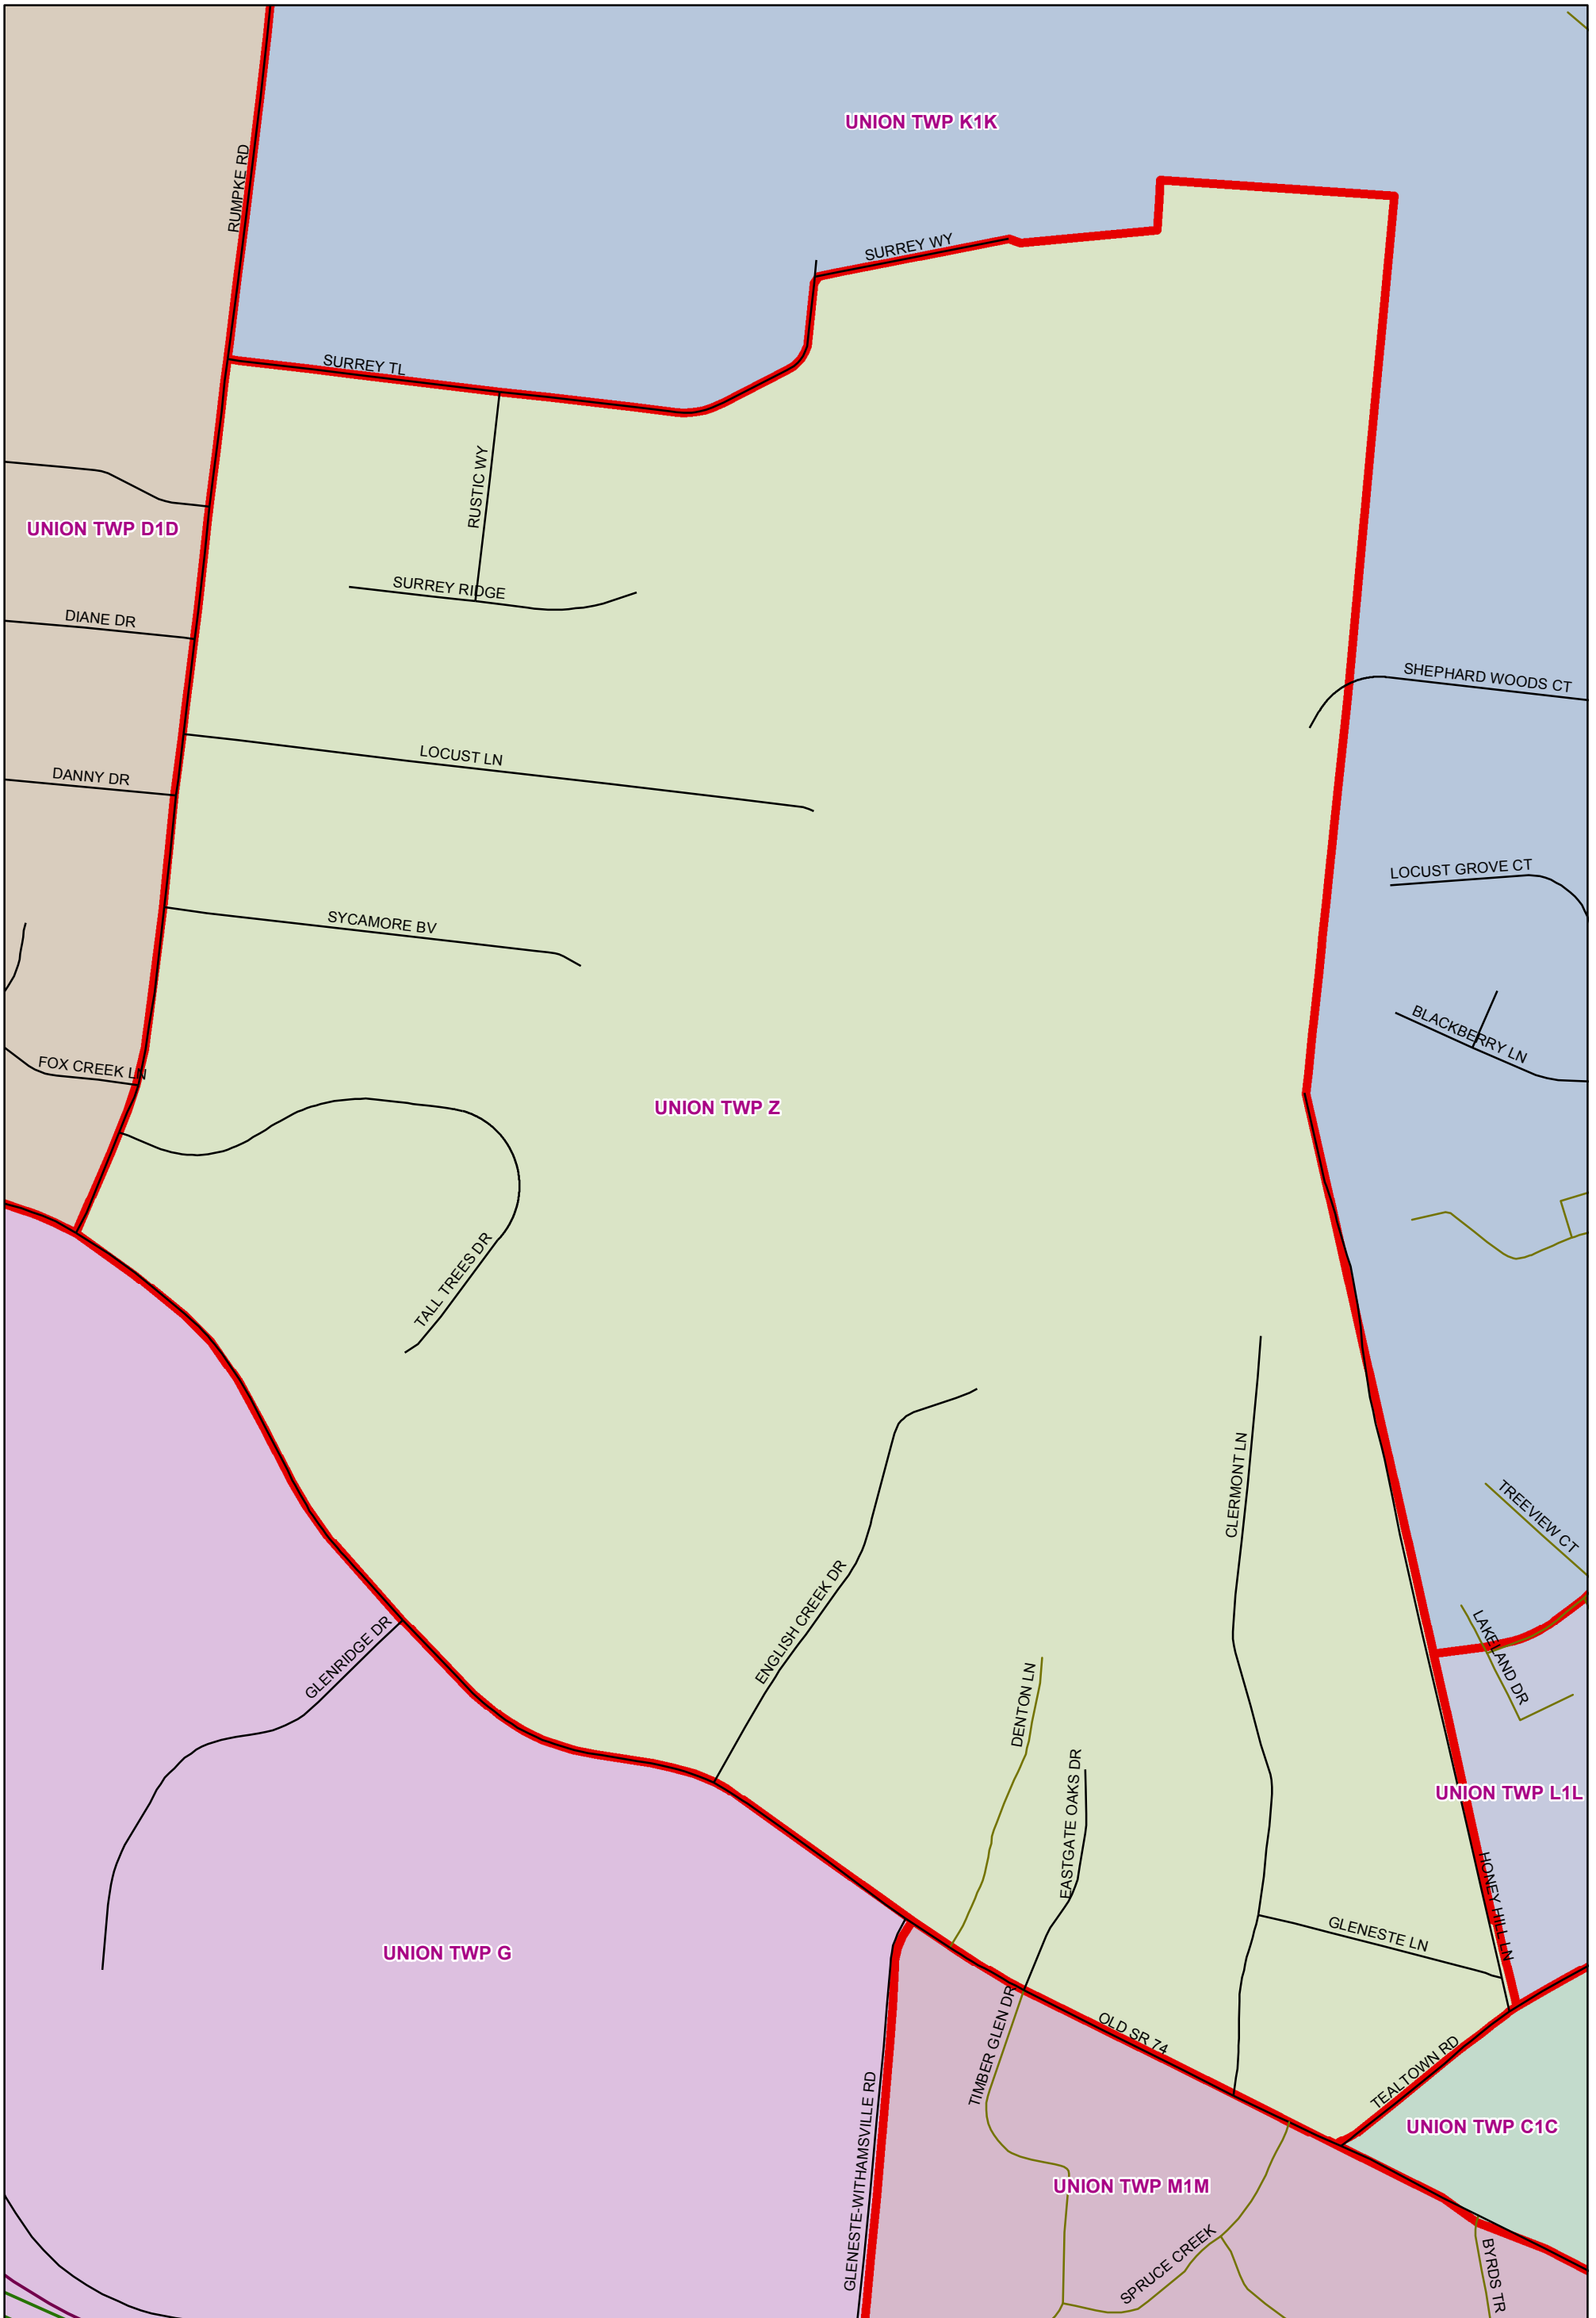 UNION TWP K1K
RUMPKE RD
SURREY WY
SURREY TL
RUSTIC WY
UNION TWP D1D
SURREY RIDGE
DIANE DR
SHEPHARD WOODS CT
LOCUST LN
DANNY DR
LOCUST GROVE CT
SYCAMORE BV
BLACKBERRY LN
FOX CREEK LN
UNION TWP Z
TALL TREES DR
CLERMONT LN
TREEVIEW CT
ENGLISH CREEK DR
GLENRIDGE DR
LAKELAND DR
DENTON LN
EASTGATE OAKS DR
UNION TWP L1L
HONEY HILL LN
GLENESTE LN
UNION TWP G
TIMBER GLEN DR
OLD SR 74
TEALTOWN RD
GLENESTE-WITHAMSVILLE RD
UNION TWP C1C
UNION TWP M1M
SPRUCE CREEK
BYRDS TR